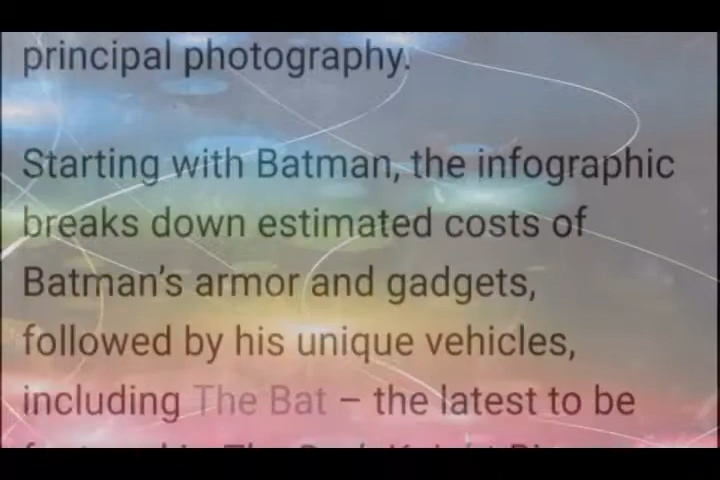 principal photography.
Starting with Batman, the infographic
breaks down estimated costs of
Batman's armor and gadgets,
followed by his unique vehicles,
including The Bat – the latest to be